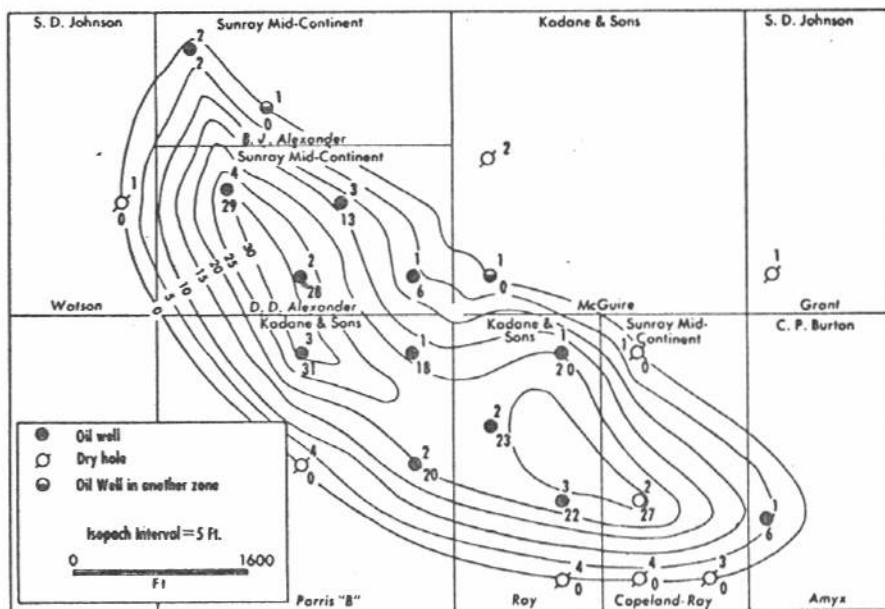 S. D. Johnson
Sunray Mid-Continent
Kadane & Sons
S. D. Johnson
2
2
1
0
B. J. Alexander
Sunray Mid-Continent
2
1
0
4
29
3
13
2
28
1
6
1
0
1
0 5 10 15 20 25 30
Watson
D. D. Alexander
McGuire
Grant
Kadane & Sons
Kadane & Sons
Sunray Mid-Continent
C. P. Burton
3
31
1
18
1
20
1
0
2
23
4
0
2
20
3
22
2
27
1
6
Oil well
Dry hole
Oil Well in another zone
Isopach Interval = 5 Ft.
0 1600
Ft
4
0
4
0
3
0
Parris "B"
Ray
Copeland-Ray
Amyx